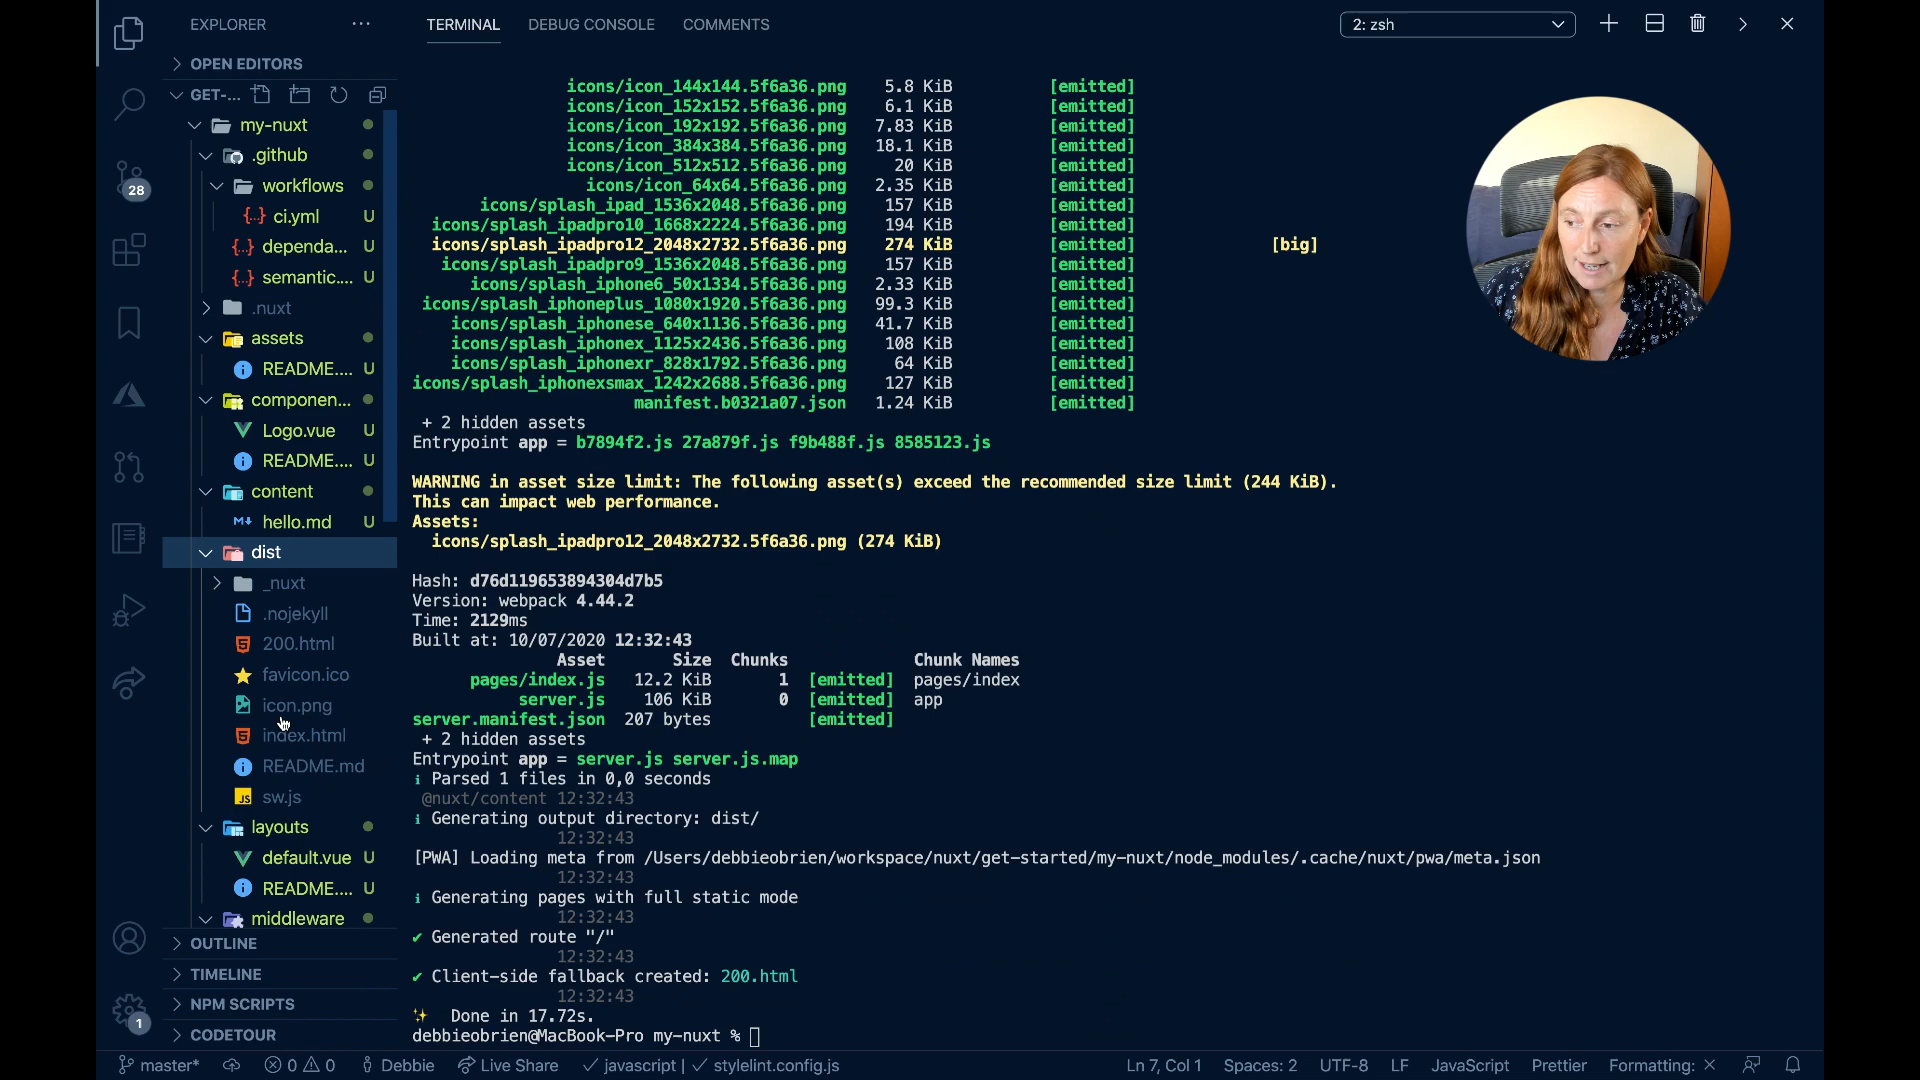 EXPLORER
OPEN EDITORS
GET-...
my-nuxt
.github
workflows
{..} ci.yml U
{..} dependa... U
{..} semantic.... U
.nuxt
assets
README.... U
componen...
Logo.vue U
README.... U
content
hello.md U
dist
_nuxt
.nojekyll
200.html
favicon.ico
icon.png
index.html
README.md
JS sw.js
layouts
default.vue U
README.... U
middleware
OUTLINE
TIMELINE
NPM SCRIPTS
CODETOUR
28
1
TERMINAL DEBUG CONSOLE COMMENTS
2: zsh
icons/icon_144x144.5f6a36.png 5.8 KiB [emitted]
icons/icon_152x152.5f6a36.png 6.1 KiB [emitted]
icons/icon_192x192.5f6a36.png 7.83 KiB [emitted]
icons/icon_384x384.5f6a36.png 18.1 KiB [emitted]
icons/icon_512x512.5f6a36.png 20 KiB [emitted]
icons/icon_64x64.5f6a36.png 2.35 KiB [emitted]
icons/splash_ipad_1536x2048.5f6a36.png 157 KiB [emitted]
icons/splash_ipadpro10_1668x2224.5f6a36.png 194 KiB [emitted]
icons/splash_ipadpro12_2048x2732.5f6a36.png 274 KiB [emitted] [big]
icons/splash_ipadpro9_1536x2048.5f6a36.png 157 KiB [emitted]
icons/splash_iphone6_50x1334.5f6a36.png 2.33 KiB [emitted]
icons/splash_iphoneplus_1080x1920.5f6a36.png 99.3 KiB [emitted]
icons/splash_iphonese_640x1136.5f6a36.png 41.7 KiB [emitted]
icons/splash_iphonex_1125x2436.5f6a36.png 108 KiB [emitted]
icons/splash_iphonexr_828x1792.5f6a36.png 64 KiB [emitted]
icons/splash_iphonexsmax_1242x2688.5f6a36.png 127 KiB [emitted]
manifest.b0321a07.json 1.24 KiB [emitted]
+ 2 hidden assets
Entrypoint app = b7894f2.js 27a879f.js f9b488f.js 8585123.js
WARNING in asset size limit: The following asset(s) exceed the recommended size limit (244 KiB).
This can impact web performance.
Assets:
icons/splash_ipadpro12_2048x2732.5f6a36.png (274 KiB)
Hash: d76d119653894304d7b5
Version: webpack 4.44.2
Time: 2129ms
Built at: 10/07/2020 12:32:43
Asset Size Chunks Chunk Names
pages/index.js 12.2 KiB 1 [emitted] pages/index
server.js 106 KiB 0 [emitted] app
server.manifest.json 207 bytes [emitted]
+ 2 hidden assets
Entrypoint app = server.js server.js.map
ℹ Parsed 1 files in 0,0 seconds
@nuxt/content 12:32:43
ℹ Generating output directory: dist/
12:32:43
[PWA] Loading meta from /Users/debbieobrien/workspace/nuxt/get-started/my-nuxt/node_modules/.cache/nuxt/pwa/meta.json
12:32:43
ℹ Generating pages with full static mode
12:32:43
✔ Generated route "/"
12:32:43
✔ Client-side fallback created: 200.html
12:32:43
✨ Done in 17.72s.
debbieobrien@MacBook-Pro my-nuxt %
master* 0 0 Debbie Live Share ✓ javascript | ✓ stylelint.config.js Ln 7, Col 1 Spaces: 2 UTF-8 LF JavaScript Prettier Formatting: ×